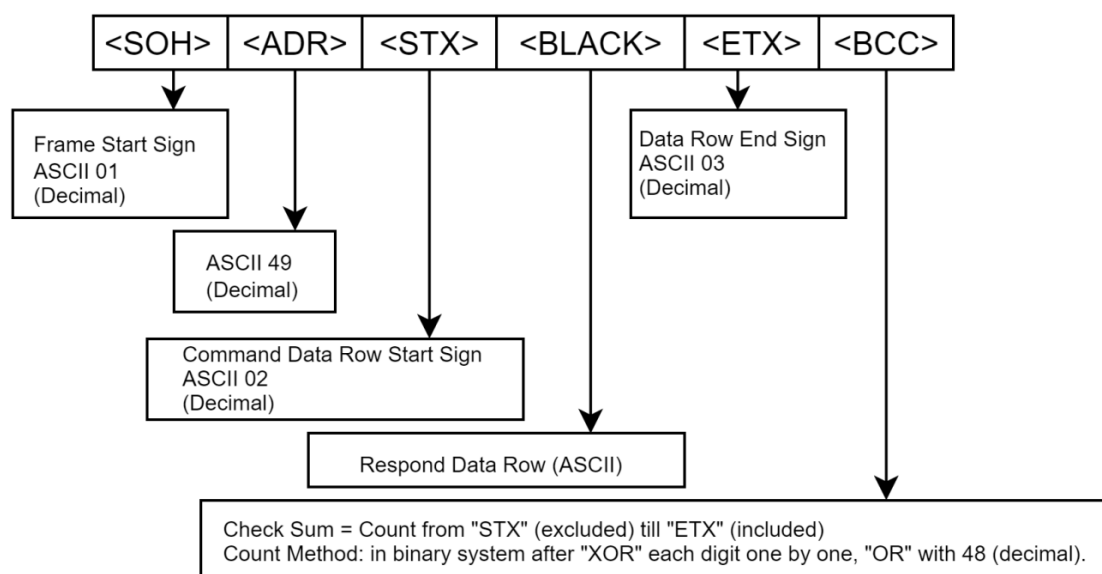 <SOH> <ADR> <STX> <BLACK> <ETX> <BCC>
Frame Start Sign
ASCII 01
(Decimal)
Data Row End Sign
ASCII 03
(Decimal)
ASCII 49
(Decimal)
Command Data Row Start Sign
ASCII 02
(Decimal)
Respond Data Row (ASCII)
Check Sum = Count from "STX" (excluded) till "ETX" (included)
Count Method: in binary system after "XOR" each digit one by one, "OR" with 48 (decimal).